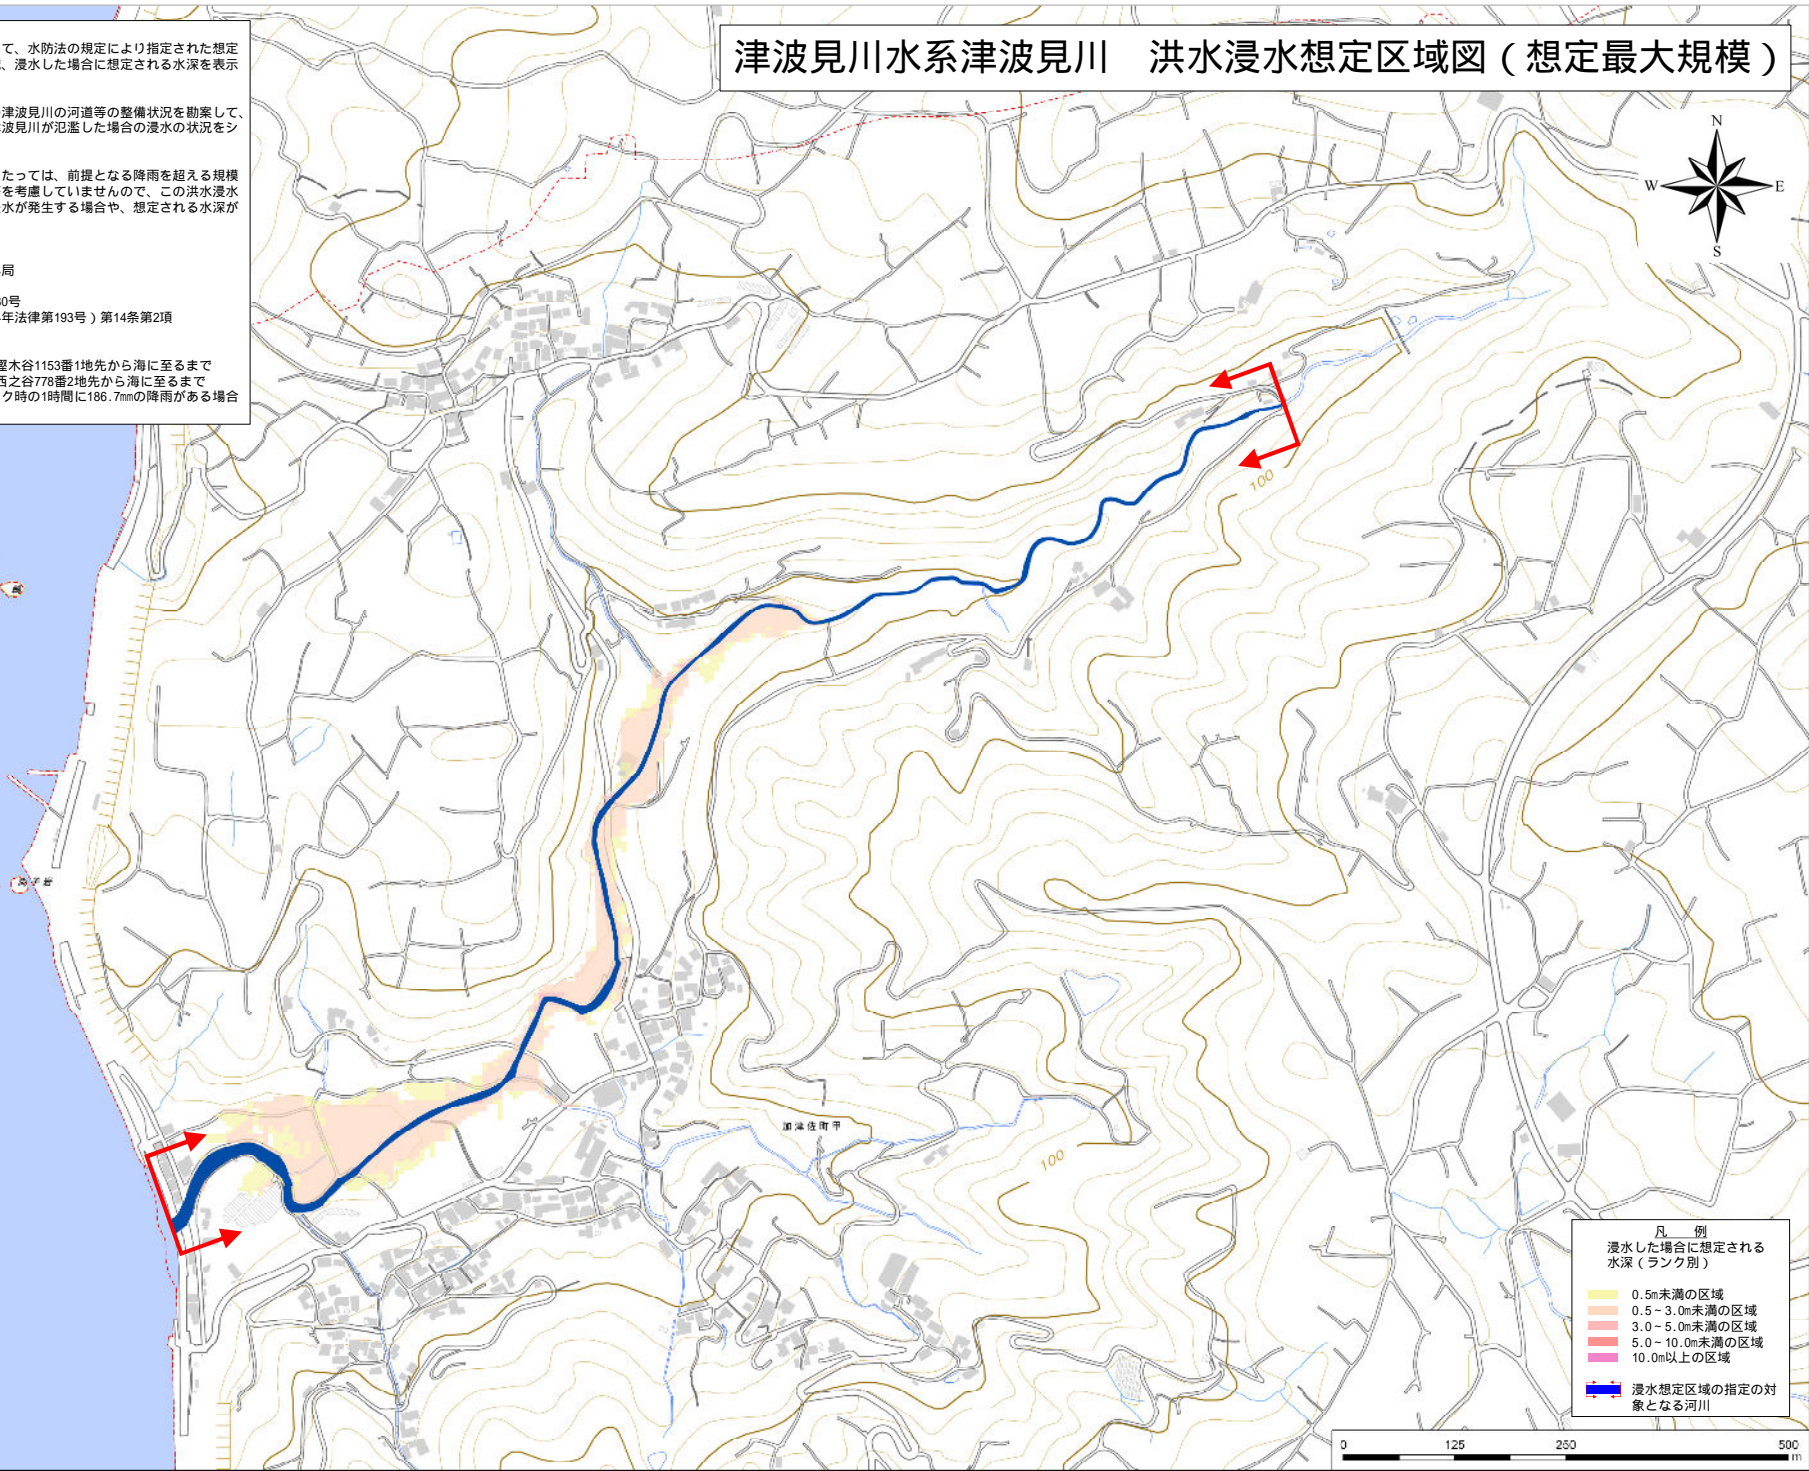 津波見川水系津波見川　洪水浸水想定区域図（想定最大規模）
て、水防法の規定により指定された想定
、浸水した場合に想定される水深を表示
津波見川の河道等の整備状況を勘案して、
波見川が氾濫した場合の浸水の状況をシ
たっては、前提となる降雨を超える規模
を考慮していませんので、この洪水浸水
水が発生する場合や、想定される水深が
局
0号
年法律第193号）第14条第2項
木谷1153番1地先から海に至るまで
西之谷778番2地先から海に至るまで
ク時の1時間に186.7mmの降雨がある場合
N
W
E
S
100
加津佐町甲
100
凡　例
浸水した場合に想定される
水深（ランク別）
0.5m未満の区域
0.5~3.0m未満の区域
3.0~5.0m未満の区域
5.0~10.0m未満の区域
10.0m以上の区域
浸水想定区域の指定の対
象となる河川
0 125 250 500
m